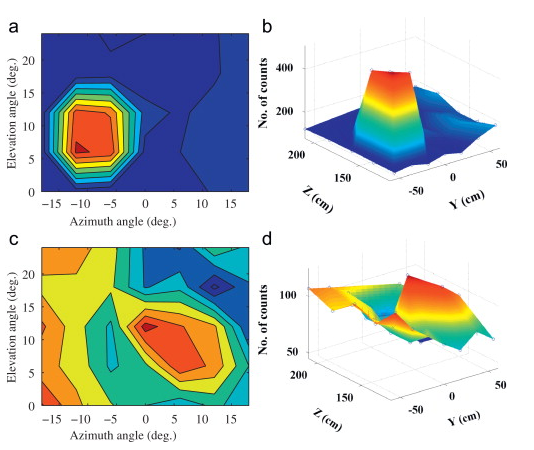 a
Elevation angle (deg.)
20
15
10
5
0
−15 −10 −5 0 5 10 15
Azimuth angle (deg.)
b
No. of counts
400
200
200
150
Z (cm)
−50
0
50
Y (cm)
c
Elevation angle (deg.)
20
15
10
5
0
−15 −10 −5 0 5 10 15
Azimuth angle (deg.)
d
No. of counts
100
50
200
150
Z (cm)
−50
0
50
Y (cm)